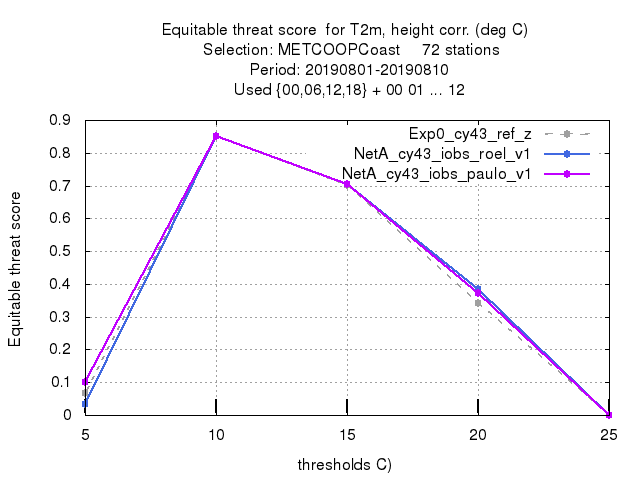 Equitable threat score  for T2m, height corr. (deg C)
Selection: METCOOPCoast     72 stations
Period: 20190801-20190810
Used {00,06,12,18} + 00 01 ... 12
Exp0_cy43_ref_z
NetA_cy43_iobs_roel_v1
NetA_cy43_iobs_paulo_v1
Equitable threat score
0.9
0.8
0.7
0.6
0.5
0.4
0.3
0.2
0.1
0
5 10 15 20 25
thresholds C)